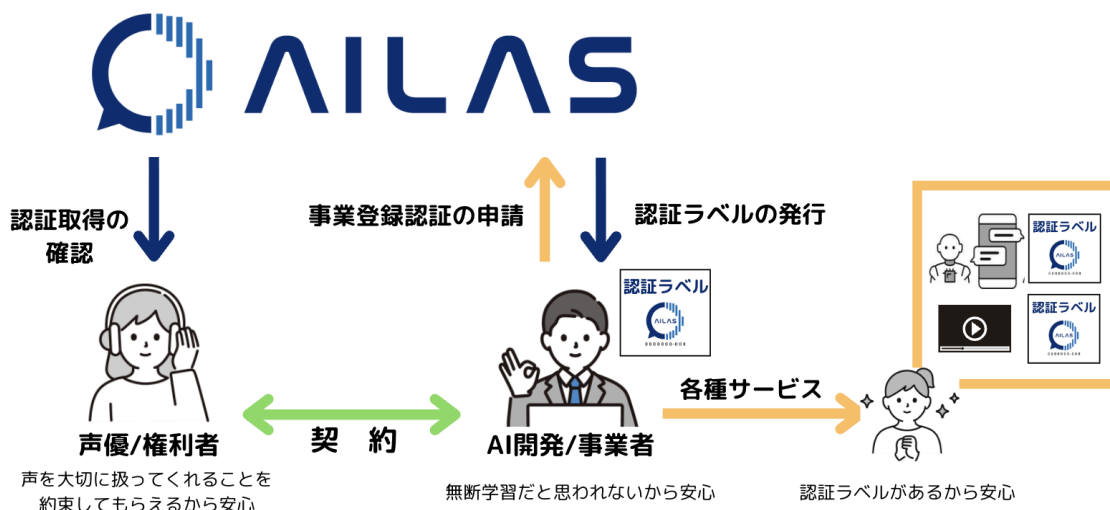 AILAS
認証取得の
確認
事業登録認証の申請
認証ラベルの発行
認証ラベル
AILAS
0000000-000
認証ラベル
認証ラベル
AILAS
各種サービス
声優/権利者
契 約
AI開発/事業者
声を大切に扱ってくれることを
約束してもらえるから安心
無断学習だと思われないから安心
認証ラベルがあるから安心